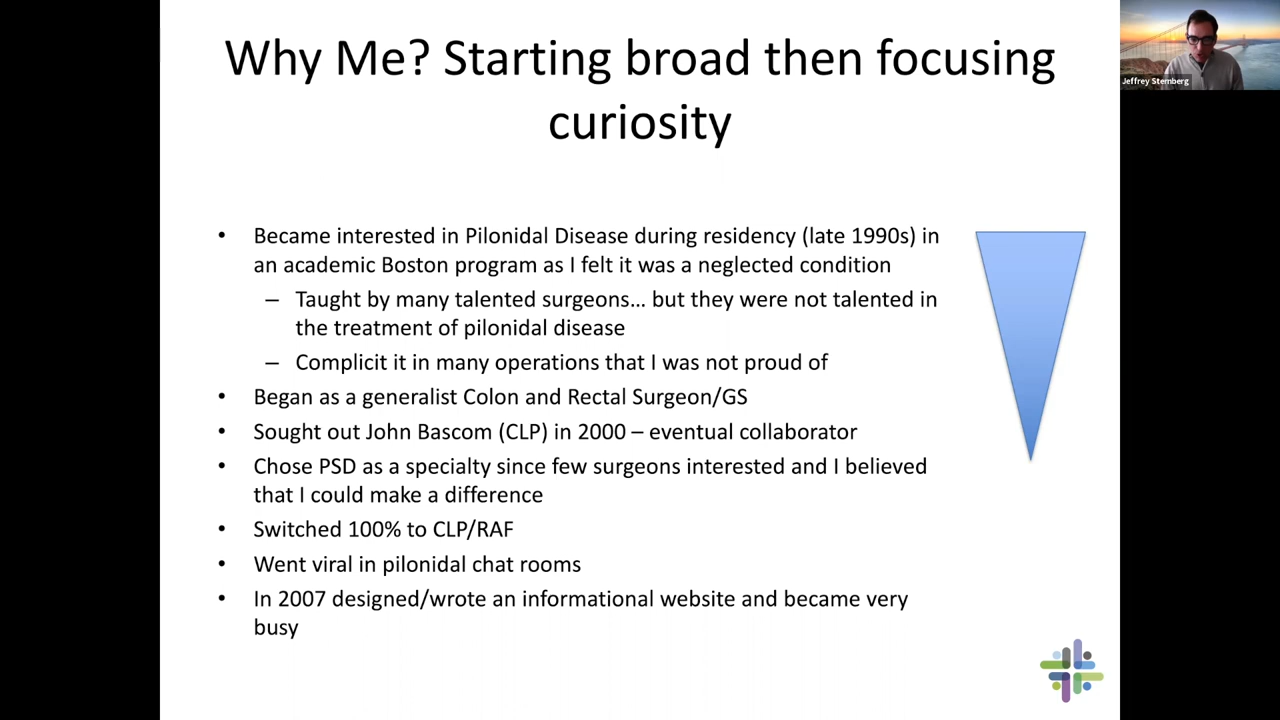 Why Me? Starting broad then focusing
curiosity
Jeffrey Sternberg
• Became interested in Pilonidal Disease during residency (late 1990s) in
an academic Boston program as I felt it was a neglected condition
– Taught by many talented surgeons... but they were not talented in
the treatment of pilonidal disease
– Complicit it in many operations that I was not proud of
• Began as a generalist Colon and Rectal Surgeon/GS
• Sought out John Bascom (CLP) in 2000 – eventual collaborator
• Chose PSD as a specialty since few surgeons interested and I believed
that I could make a difference
• Switched 100% to CLP/RAF
• Went viral in pilonidal chat rooms
• In 2007 designed/wrote an informational website and became very
busy